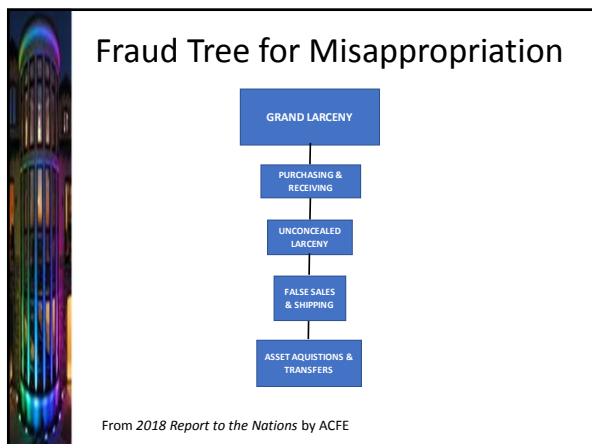 Fraud Tree for Misappropriation
GRAND LARCENY
PURCHASING &
RECEIVING
UNCONCEALED
LARCENY
FALSE SALES
& SHIPPING
ASSET AQUISTIONS &
TRANSFERS
From 2018 Report to the Nations by ACFE